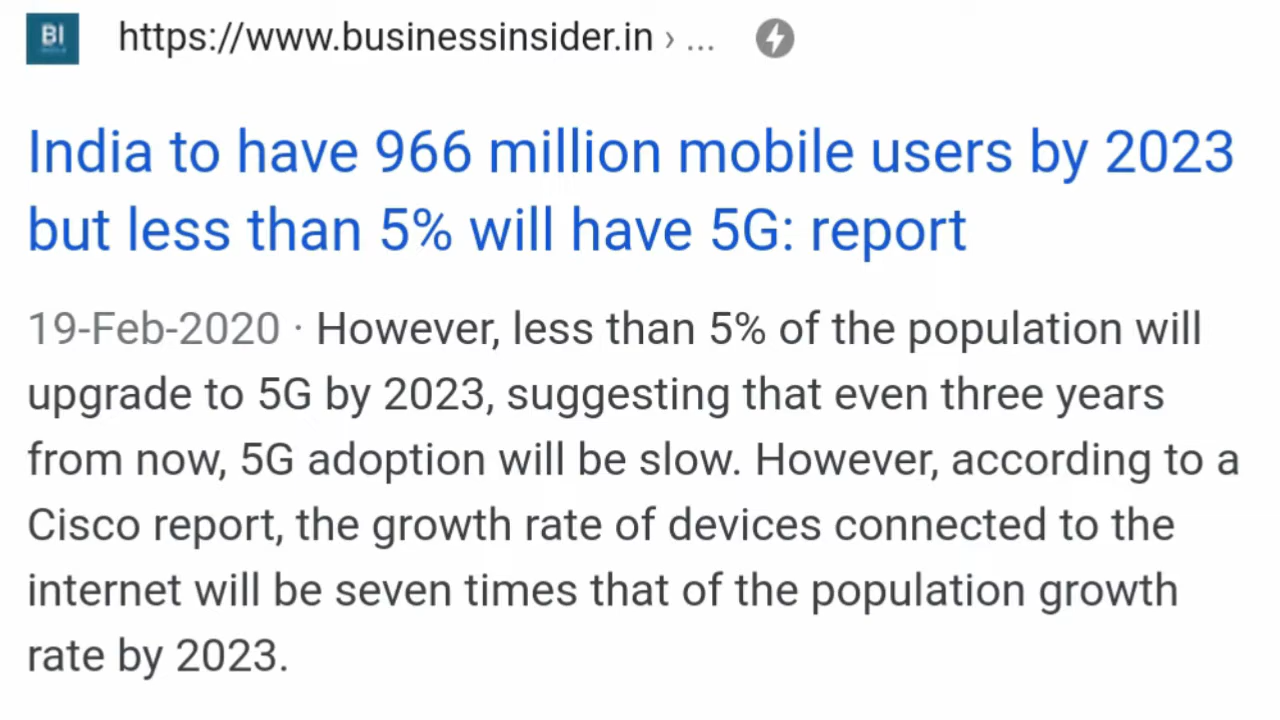 BI
https://www.businessinsider.in › ...
India to have 966 million mobile users by 2023
but less than 5% will have 5G: report
19-Feb-2020 · However, less than 5% of the population will
upgrade to 5G by 2023, suggesting that even three years
from now, 5G adoption will be slow. However, according to a
Cisco report, the growth rate of devices connected to the
internet will be seven times that of the population growth
rate by 2023.